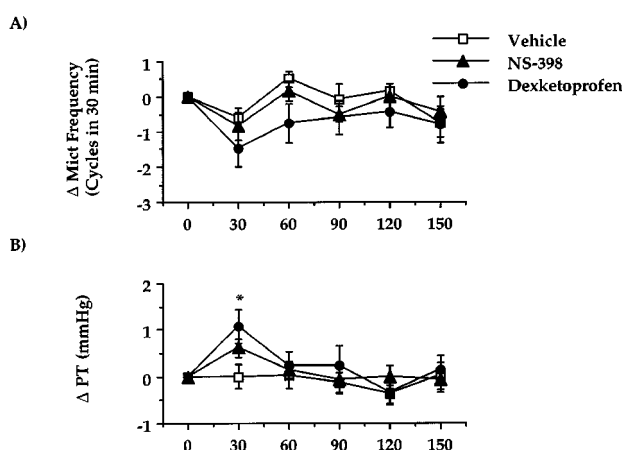 A)
Vehicle
NS-398
Dexketoprofen
Δ Mict Frequency
(Cycles in 30 min)
1
0
-1
-2
-3
0 30 60 90 120 150
B)
Δ PT (mmHg)
2
1
0
-1
*
0 30 60 90 120 150